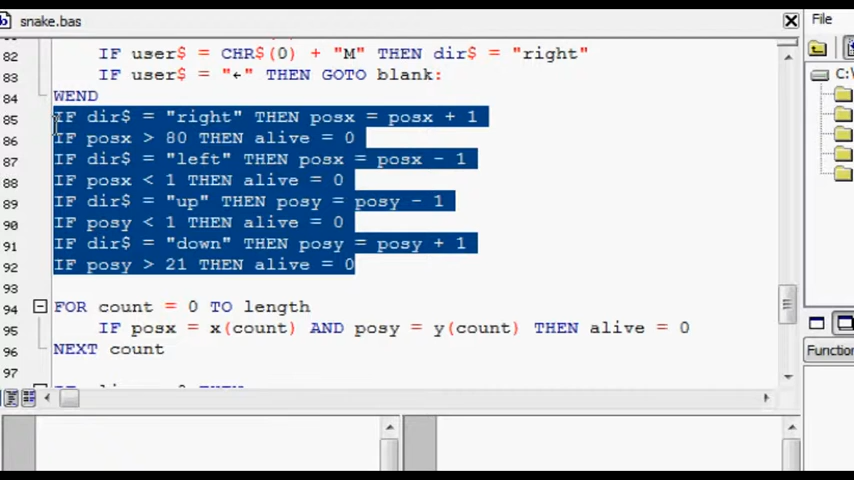 snake.bas
File
82 IF user$ = CHR$(0) + "M" THEN dir$ = "right"
83 IF user$ = "←" THEN GOTO blank:
84 WEND
85 IF dir$ = "right" THEN posx = posx + 1
86 IF posx > 80 THEN alive = 0
87 IF dir$ = "left" THEN posx = posx - 1
88 IF posx < 1 THEN alive = 0
89 IF dir$ = "up" THEN posy = posy - 1
90 IF posy < 1 THEN alive = 0
91 IF dir$ = "down" THEN posy = posy + 1
92 IF posy > 21 THEN alive = 0
93
94 FOR count = 0 TO length
95 IF posx = x(count) AND posy = y(count) THEN alive = 0
96 NEXT count
97
C:\
Function